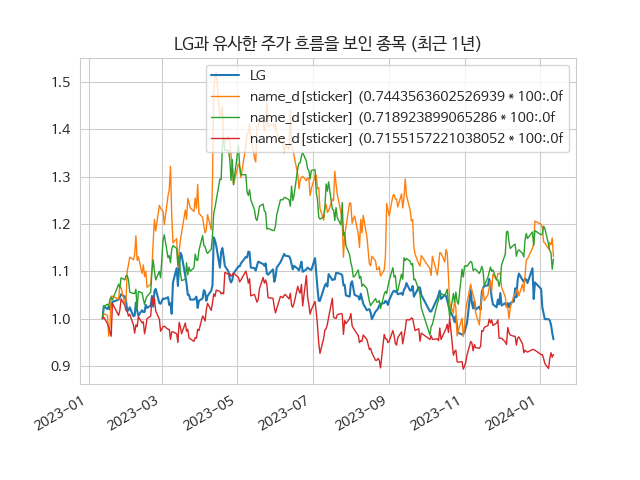 LG과 유사한 주가 흐름을 보인 종목 (최근 1년)
LG
name_d[sticker] (0.7443563602526939*100:.0f
name_d[sticker] (0.718923899065286*100:.0f
name_d[sticker] (0.7155157221038052*100:.0f
1.5
1.4
1.3
1.2
1.1
1.0
0.9
2023-01
2023-03
2023-05
2023-07
2023-09
2023-11
2024-01